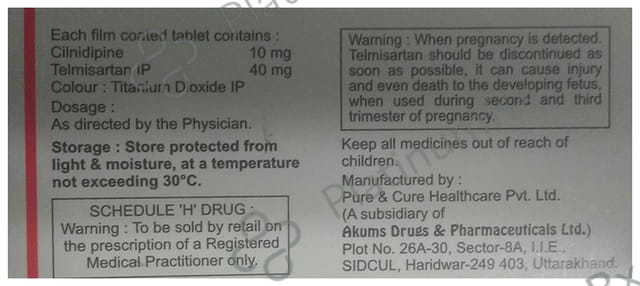 Each film coated tablet contains :
Cilnidipine 10 mg
Telmisartan IP 40 mg
Colour : Titanium Dioxide IP
Dosage :
As directed by the Physician.
Storage : Store protected from
light & moisture, at a temperature
not exceeding 30°C.
SCHEDULE 'H' DRUG :
Warning : To be sold by retail on
the prescription of a Registered
Medical Practitioner only.
Warning : When pregnancy is detected.
Telmisartan should be discontinued as
soon as possible, it can cause injury
and even death to the developing fetus,
when used during second and third
trimester of pregnancy.
Keep all medicines out of reach of
children.
Manufactured by :
Pure & Cure Healthcare Pvt. Ltd.
(A subsidiary of
Akums Drugs & Pharmaceuticals Ltd.)
Plot No. 26A-30, Sector-8A, I.I.E.,
SIDCUL, Haridwar-249 403, Uttarakhand.